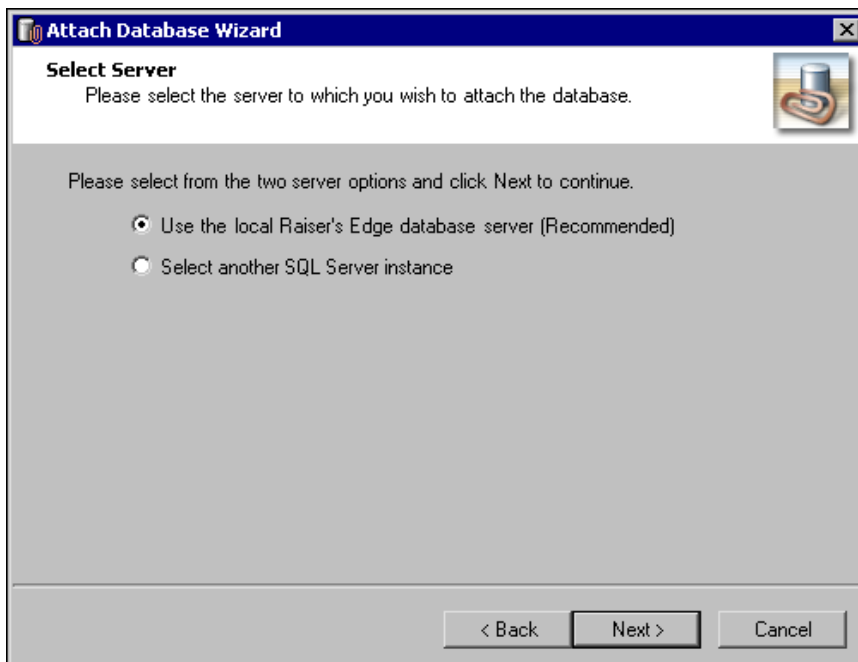 Attach Database Wizard
Select Server
Please select the server to which you wish to attach the database.
Please select from the two server options and click Next to continue.
Use the local Raiser's Edge database server (Recommended)
Select another SQL Server instance
< Back Next > Cancel